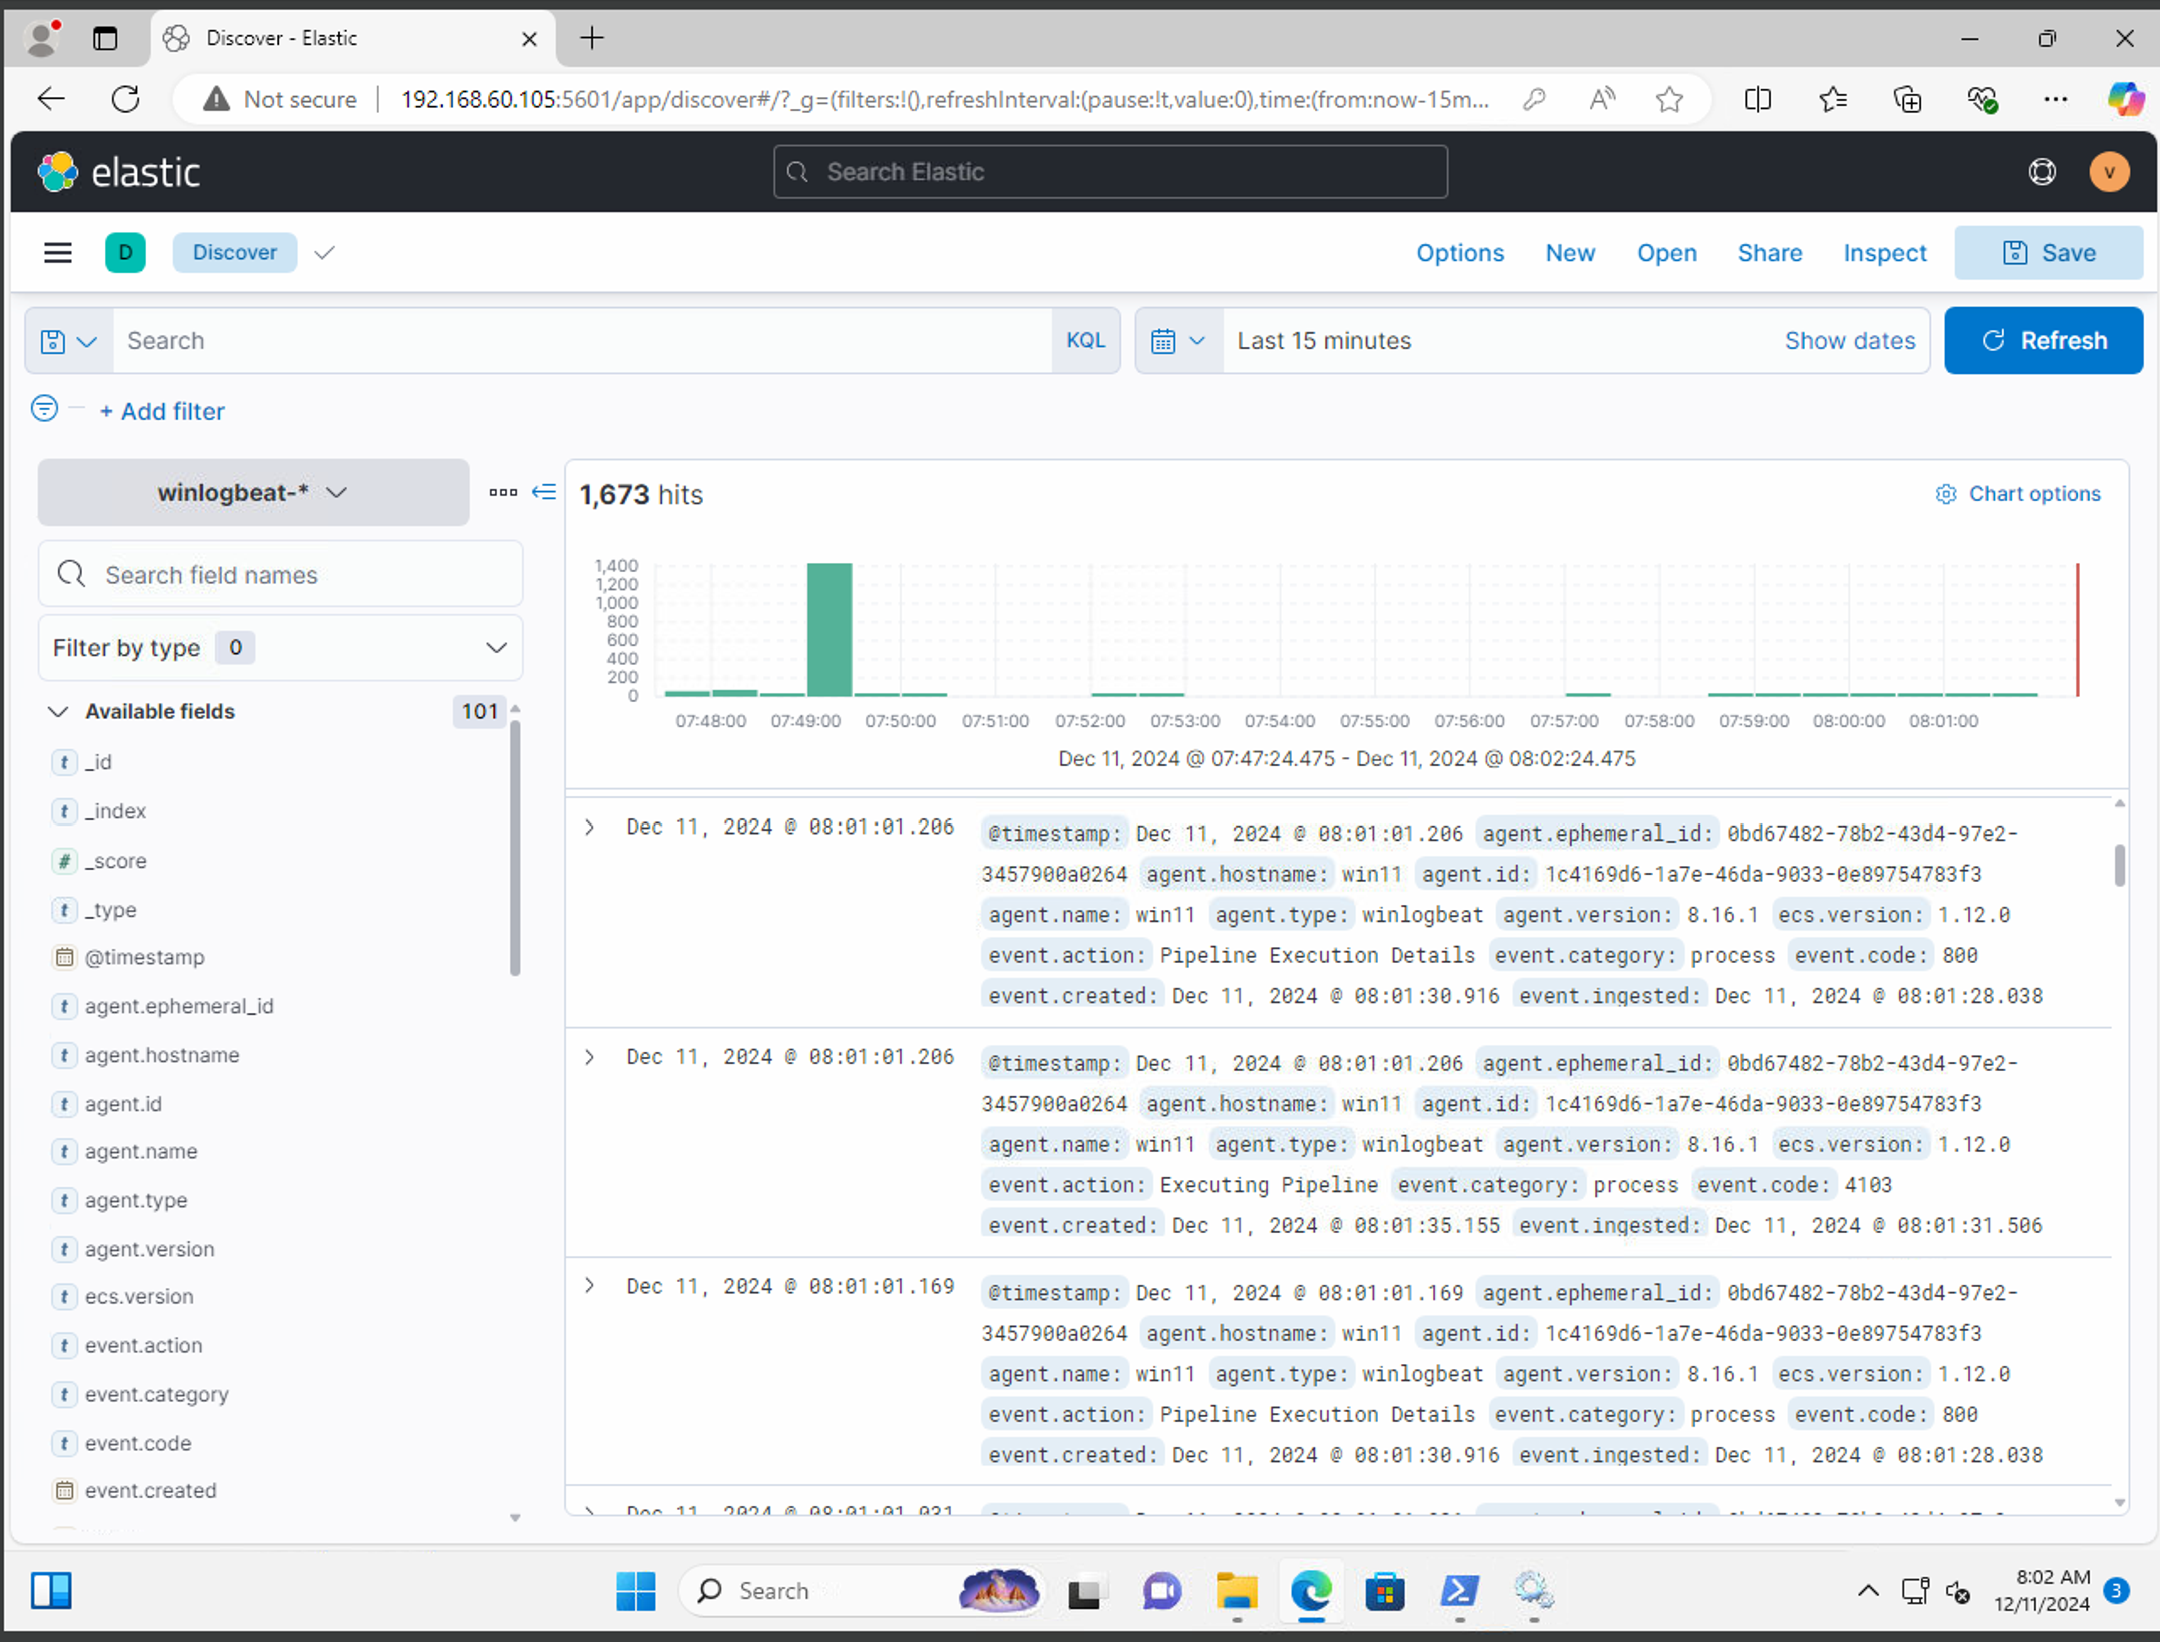 Discover - Elastic
Not secure
192.168.60.105:5601/app/discover#/?_g=(filters:!(),refreshInterval:(pause:!t,value:0),time:(from:now-15m...
elastic
Search Elastic
v
D
Discover
Options
New
Open
Share
Inspect
Save
Search
KQL
Last 15 minutes
Show dates
Refresh
+ Add filter
winlogbeat-*
Search field names
Filter by type 0
Available fields 101
t _id
t _index
# _score
t _type
@timestamp
t agent.ephemeral_id
t agent.hostname
t agent.id
t agent.name
t agent.type
t agent.version
t ecs.version
t event.action
t event.category
t event.code
event.created
1,673 hits
Chart options
1,400
1,200
1,000
800
600
400
200
0
07:48:00 07:49:00 07:50:00 07:51:00 07:52:00 07:53:00 07:54:00 07:55:00 07:56:00 07:57:00 07:58:00 07:59:00 08:00:00 08:01:00
Dec 11, 2024 @ 07:47:24.475 - Dec 11, 2024 @ 08:02:24.475
Dec 11, 2024 @ 08:01:01.206 @timestamp: Dec 11, 2024 @ 08:01:01.206 agent.ephemeral_id: 0bd67482-78b2-43d4-97e2-
3457900a0264 agent.hostname: win11 agent.id: 1c4169d6-1a7e-46da-9033-0e89754783f3
agent.name: win11 agent.type: winlogbeat agent.version: 8.16.1 ecs.version: 1.12.0
event.action: Pipeline Execution Details event.category: process event.code: 800
event.created: Dec 11, 2024 @ 08:01:30.916 event.ingested: Dec 11, 2024 @ 08:01:28.038
Dec 11, 2024 @ 08:01:01.206 @timestamp: Dec 11, 2024 @ 08:01:01.206 agent.ephemeral_id: 0bd67482-78b2-43d4-97e2-
3457900a0264 agent.hostname: win11 agent.id: 1c4169d6-1a7e-46da-9033-0e89754783f3
agent.name: win11 agent.type: winlogbeat agent.version: 8.16.1 ecs.version: 1.12.0
event.action: Executing Pipeline event.category: process event.code: 4103
event.created: Dec 11, 2024 @ 08:01:35.155 event.ingested: Dec 11, 2024 @ 08:01:31.506
Dec 11, 2024 @ 08:01:01.169 @timestamp: Dec 11, 2024 @ 08:01:01.169 agent.ephemeral_id: 0bd67482-78b2-43d4-97e2-
3457900a0264 agent.hostname: win11 agent.id: 1c4169d6-1a7e-46da-9033-0e89754783f3
agent.name: win11 agent.type: winlogbeat agent.version: 8.16.1 ecs.version: 1.12.0
event.action: Pipeline Execution Details event.category: process event.code: 800
event.created: Dec 11, 2024 @ 08:01:30.916 event.ingested: Dec 11, 2024 @ 08:01:28.038
Dec 11, 2024 @ 08:01:01.031
Search
8:02 AM
12/11/2024
3